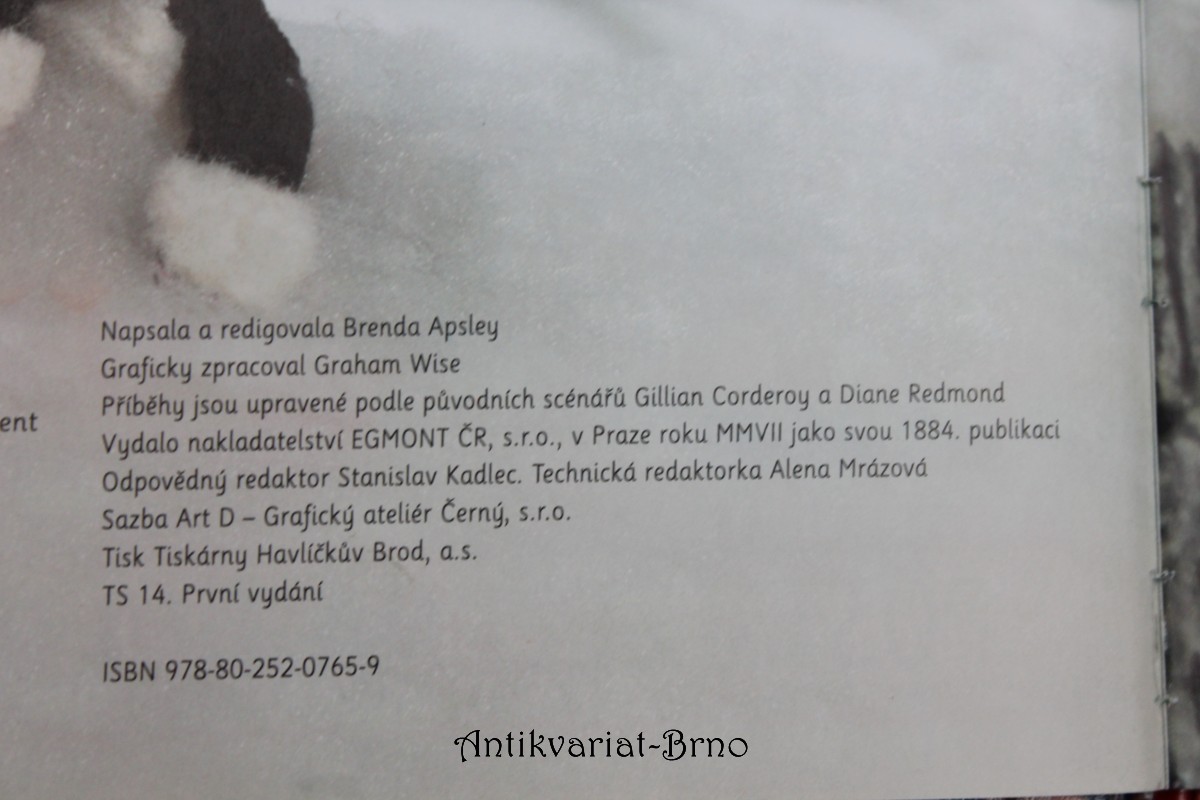 Napsala a redigovala Brenda Apsley
Graficky zpracoval Graham Wise
Příběhy jsou upravené podle původních scénářů Gillian Corderoy a Diane Redmond
ent
Vydalo nakladatelství EGMONT ČR, s.r.o., v Praze roku MMVII jako svou 1884. publikaci
Odpovědný redaktor Stanislav Kadlec. Technická redaktorka Alena Mrázová
Sazba Art D – Grafický ateliér Černý, s.r.o.
Tisk Tiskárny Havlíčkův Brod, a.s.
TS 14. První vydání
ISBN 978-80-252-0765-9
Antikvariat-Brno